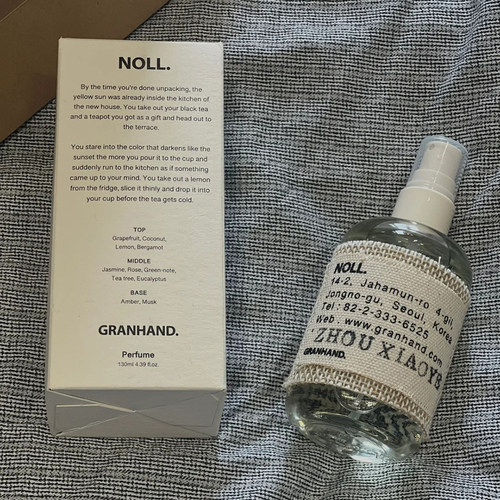 NOLL.
By the time you're done unpacking, the
yellow sun was already inside the kitchen of
the new house. You take out your black tea
and a teapot you got as a gift and head out to
the terrace.
You stare into the color that darkens like the
sunset the more you pour it to the cup and
suddenly run to the kitchen as if something
came up to your mind. You take out a lemon
from the fridge, slice it thinly and drop it into
your cup before the tea gets cold.
TOP
Grapefruit, Coconut,
Lemon, Bergamot
MIDDLE
Jasmine, Rose, Green-note,
Tea tree, Eucalyptus
BASE
Amber, Musk
GRANHAND.
Perfume
130ml 4.39 fl.oz.
NOLL.
14-2, Jahamun-ro 4-gil,
Jongno-gu, Seoul, Korea
Tel : 82-2-333-6525
Web : www.granhand.com
ZHOU
GRANHAND.